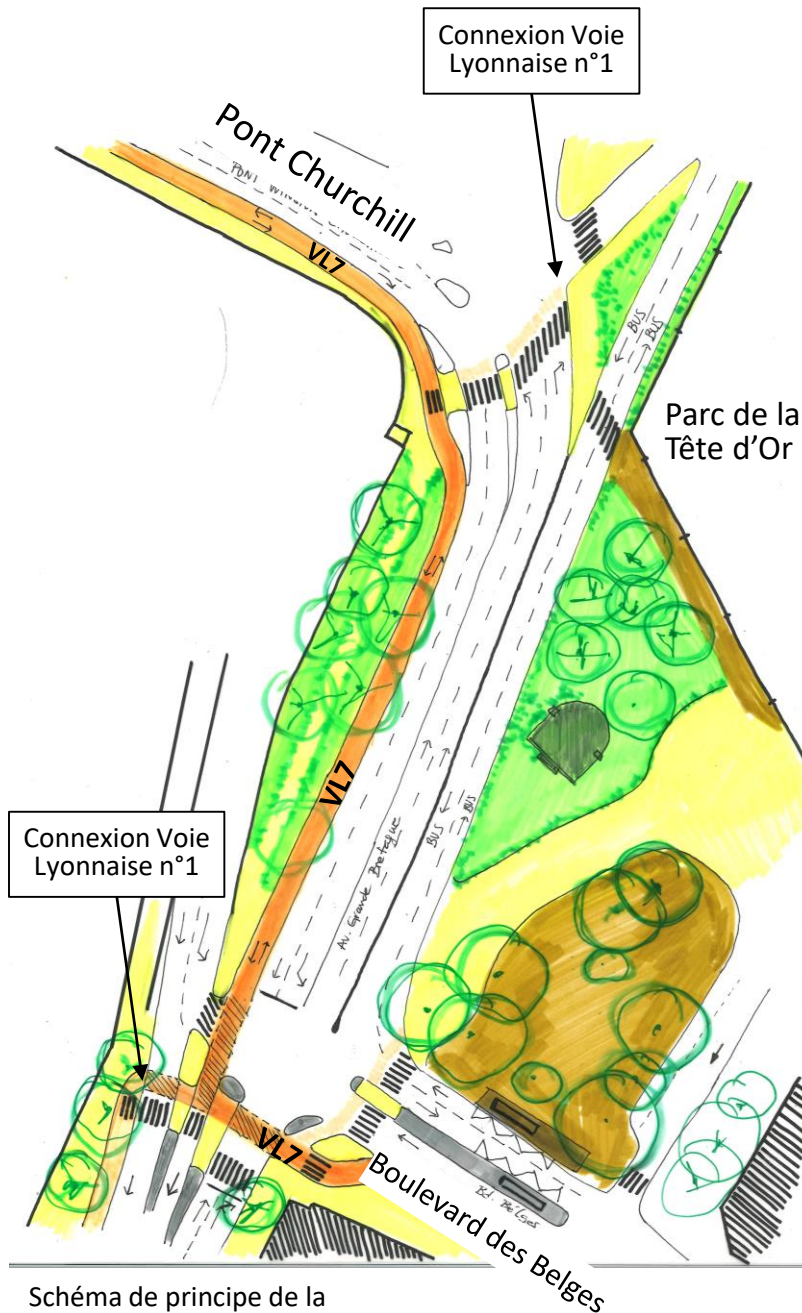 Connexion Voie
Lyonnaise n°1
Pont Churchill
PONT
VL7
BUS
BUS
Parc de la
Tête d'Or
VL7
Connexion Voie
Lyonnaise n°1
Av. Grande Bretagne
BUS
BUS
VL7
Boulevard des Belges
Bd. Belges
Schéma de principe de la